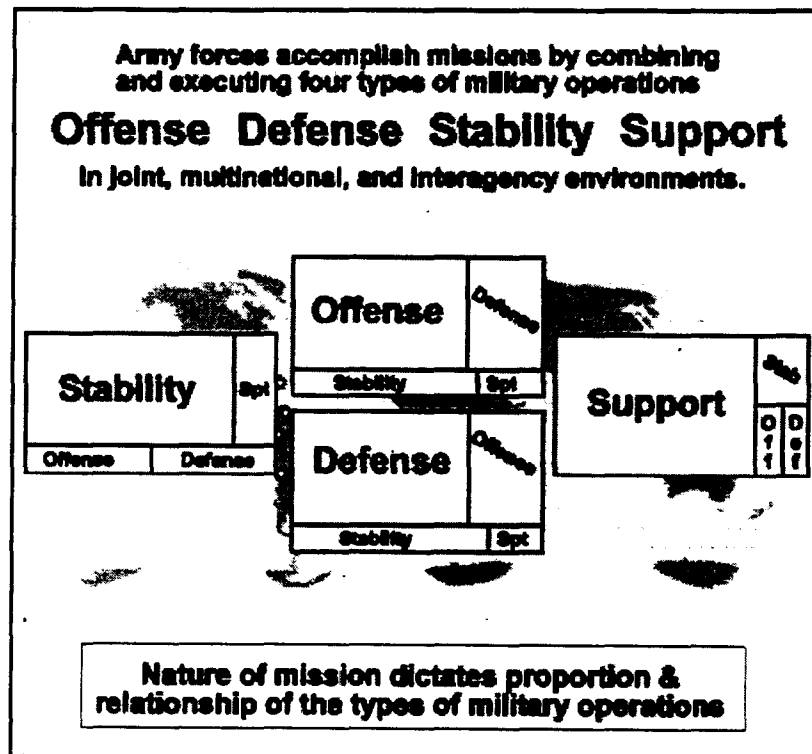 Army forces accomplish missions by combining
and executing four types of military operations
Offense Defense Stability Support
in joint, multinational, and interagency environments.
Offense
Defense
Stability
Spt
Stability
Spt
Offense
Defense
Defense
Offense
Stability
Spt
Support
Stab
Off
Def
Nature of mission dictates proportion &
relationship of the types of military operations